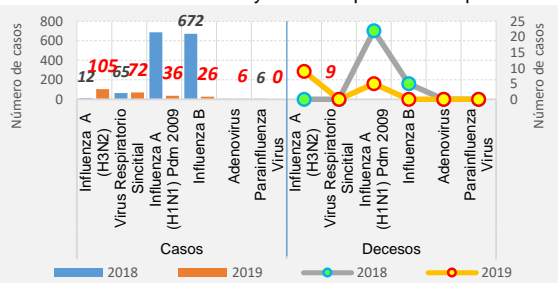 800
600
400
200
0
Número de casos
12
105
65
72
36
672
26
6
6
0
9
25
20
15
10
5
0
Número de casos
Influenza A
(H3N2)
Virus Respiratorio
Sincitial
Influenza A
(H1N1) Pdm 2009
Influenza B
Adenovirus
Parainfluenza
Virus
Influenza A
(H3N2)
Virus Respiratorio
Sincitial
Influenza A
(H1N1) Pdm 2009
Influenza B
Adenovirus
Parainfluenza
Virus
Casos
Decesos
2018
2019
2018
2019